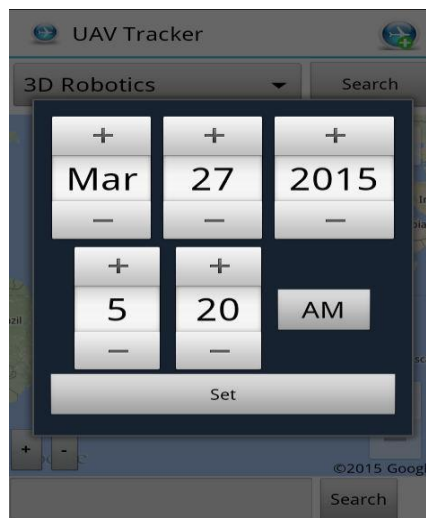 UAV Tracker
3D Robotics Search
+ + +
Mar 27 2015
− − −
+ +
5 20 AM
− −
Set
+ -
©2015 Googl
Search